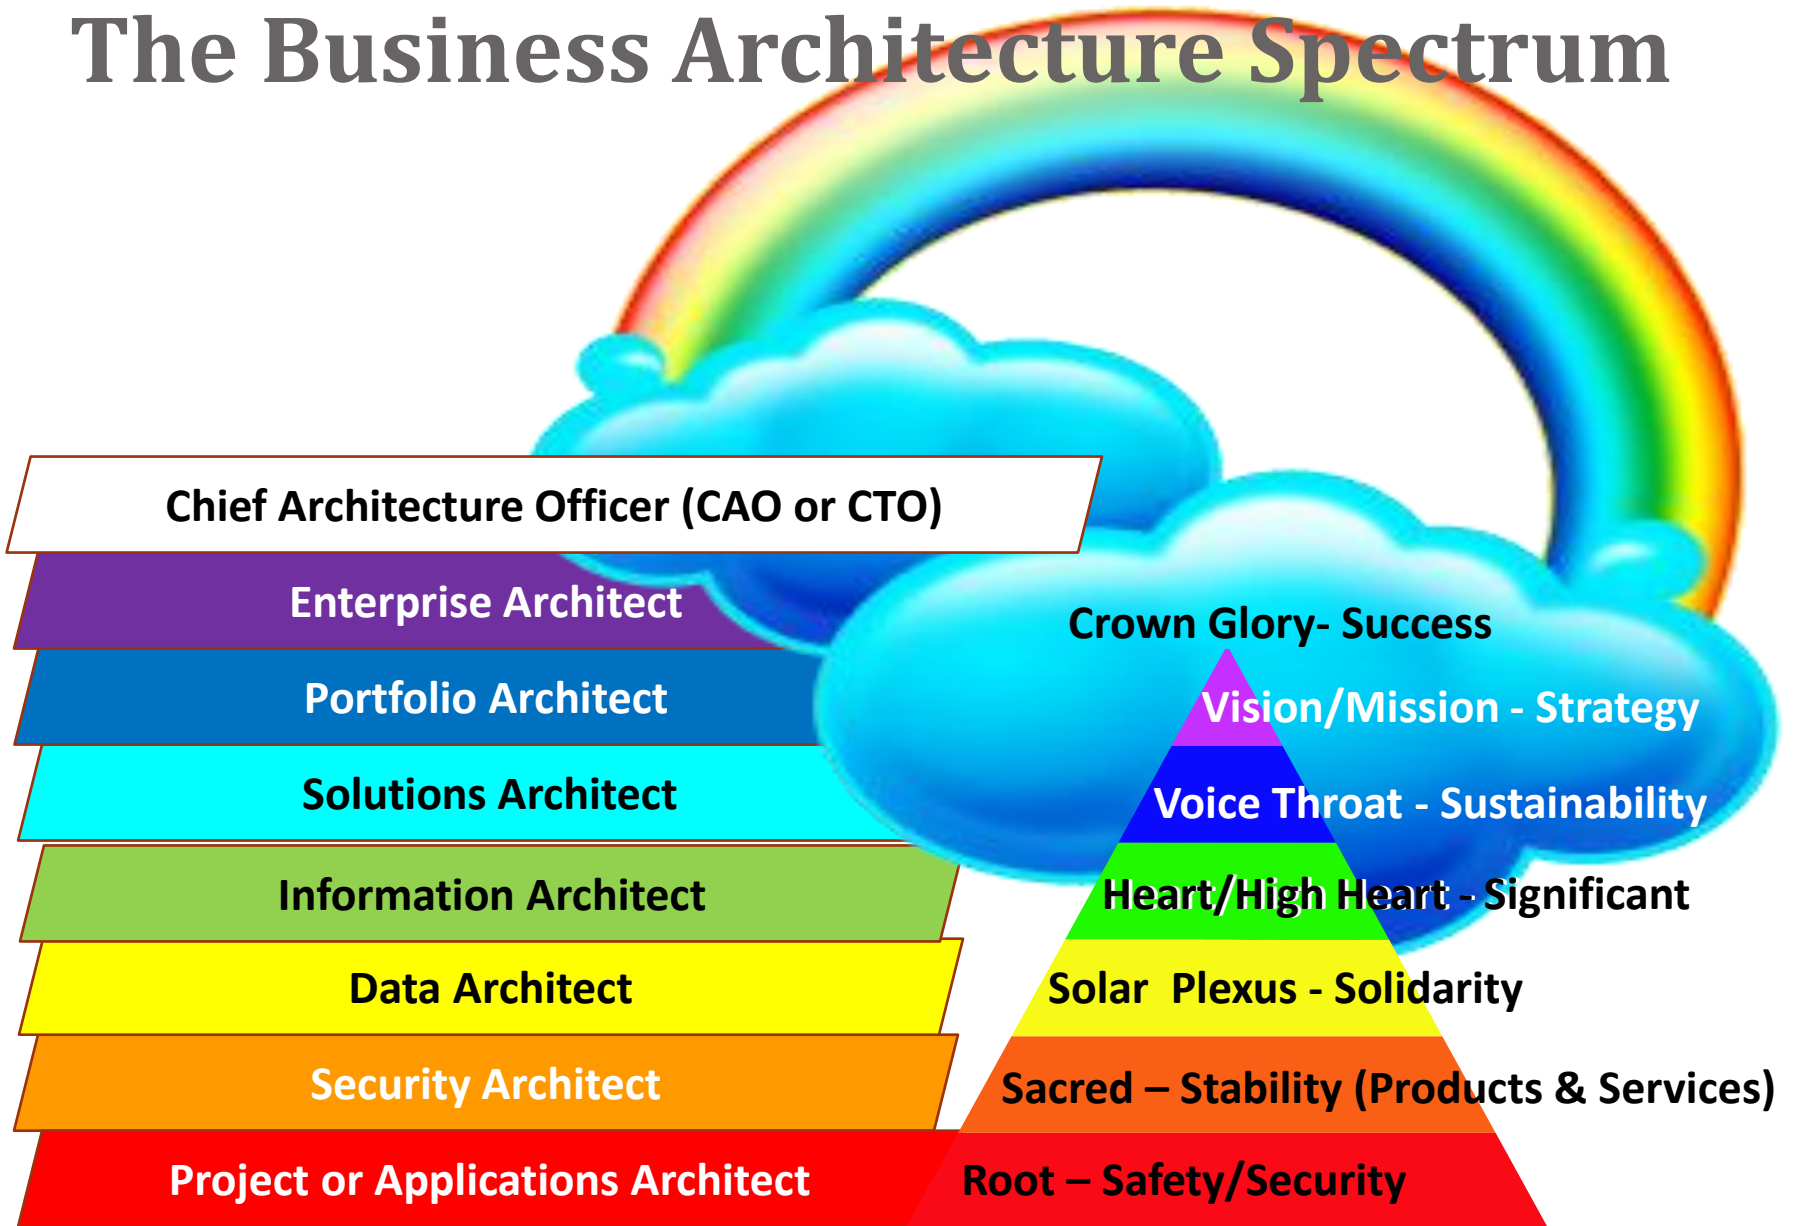 The Business Architecture Spectrum
Chief Architecture Officer (CAO or CTO)
Enterprise Architect
Portfolio Architect
Solutions Architect
Information Architect
Data Architect
Security Architect
Project or Applications Architect
Crown Glory- Success
Vision/Mission - Strategy
Voice Throat - Sustainability
Heart/High Heart - Significant
Solar Plexus - Solidarity
Sacred – Stability (Products & Services)
Root – Safety/Security